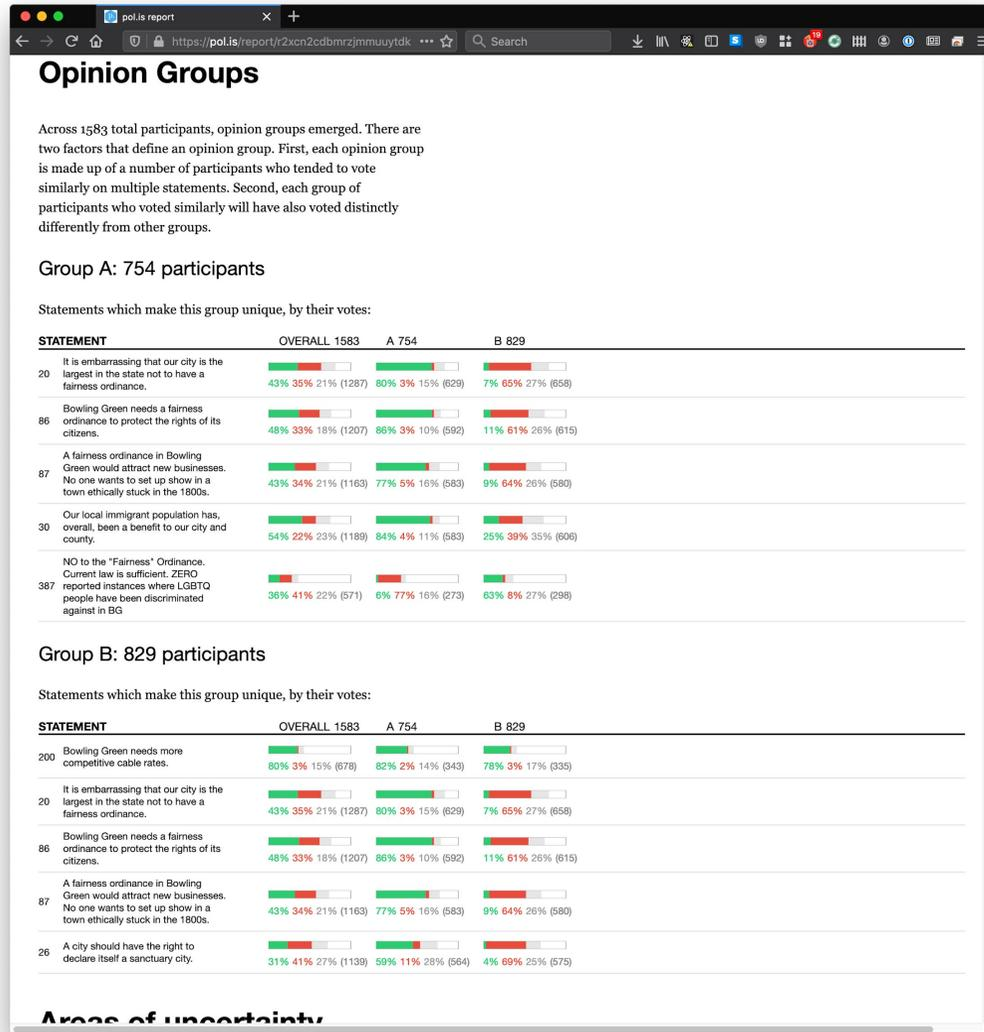 pol.is report
https://pol.is/report/r2xcn2cdbmrzjmmuuytdk
Search
19
Opinion Groups
Across 1583 total participants, opinion groups emerged. There are
two factors that define an opinion group. First, each opinion group
is made up of a number of participants who tended to vote
similarly on multiple statements. Second, each group of
participants who voted similarly will have also voted distinctly
differently from other groups.
Group A: 754 participants
Statements which make this group unique, by their votes:
STATEMENT OVERALL 1583 A 754 B 829
20 It is embarrassing that our city is the
largest in the state not to have a
fairness ordinance.
43% 35% 21% (1287) 80% 3% 15% (629) 7% 65% 27% (658)
86 Bowling Green needs a fairness
ordinance to protect the rights of its
citizens.
48% 33% 18% (1207) 86% 3% 10% (592) 11% 61% 26% (615)
87 A fairness ordinance in Bowling
Green would attract new businesses.
No one wants to set up show in a
town ethically stuck in the 1800s.
43% 34% 21% (1163) 77% 5% 16% (583) 9% 64% 26% (580)
30 Our local immigrant population has,
overall, been a benefit to our city and
county.
54% 22% 23% (1189) 84% 4% 11% (583) 25% 39% 35% (606)
387 NO to the "Fairness" Ordinance.
Current law is sufficient. ZERO
reported instances where LGBTQ
people have been discriminated
against in BG
36% 41% 22% (571) 6% 77% 16% (273) 63% 8% 27% (298)
Group B: 829 participants
Statements which make this group unique, by their votes:
STATEMENT OVERALL 1583 A 754 B 829
200 Bowling Green needs more
competitive cable rates.
80% 3% 15% (678) 82% 2% 14% (343) 78% 3% 17% (335)
20 It is embarrassing that our city is the
largest in the state not to have a
fairness ordinance.
43% 35% 21% (1287) 80% 3% 15% (629) 7% 65% 27% (658)
86 Bowling Green needs a fairness
ordinance to protect the rights of its
citizens.
48% 33% 18% (1207) 86% 3% 10% (592) 11% 61% 26% (615)
87 A fairness ordinance in Bowling
Green would attract new businesses.
No one wants to set up show in a
town ethically stuck in the 1800s.
43% 34% 21% (1163) 77% 5% 16% (583) 9% 64% 26% (580)
26 A city should have the right to
declare itself a sanctuary city.
31% 41% 27% (1139) 59% 11% 28% (564) 4% 69% 25% (575)
Areas of uncertainty